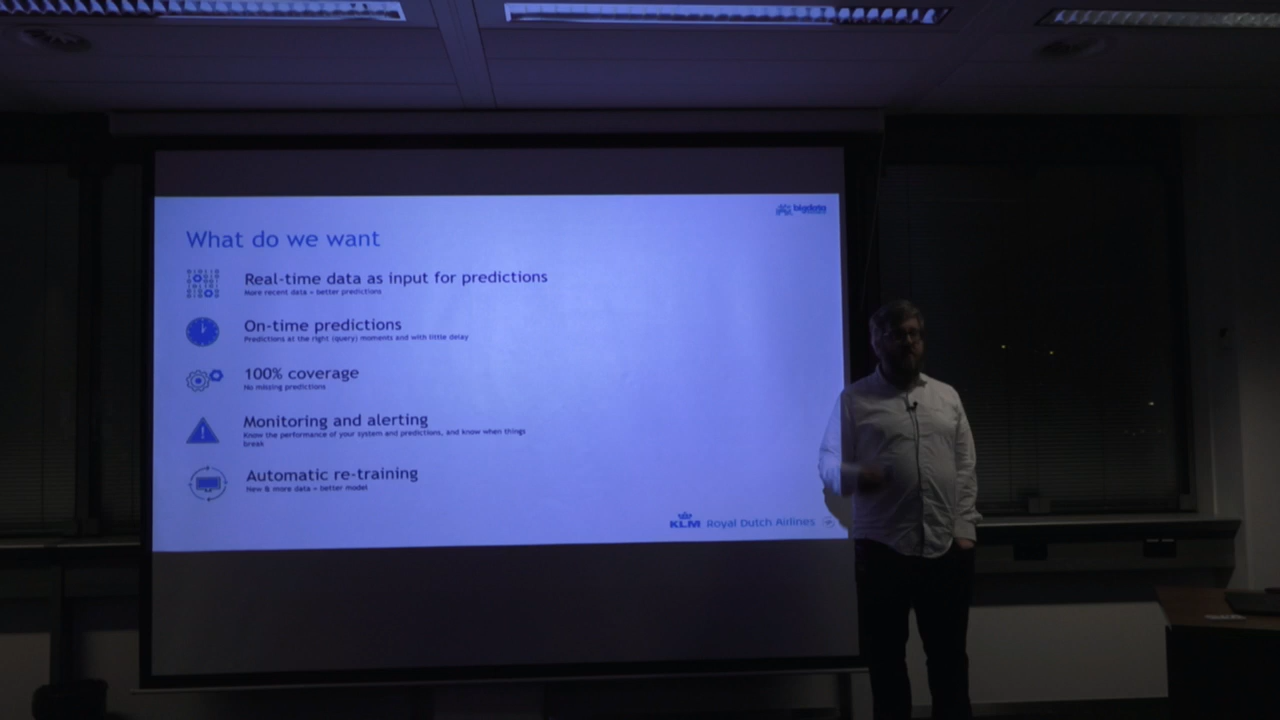 bigdata
What do we want
Real-time data as input for predictions
More recent data = better predictions
On-time predictions
Predictions at the right (query) moments and with little delay
100% coverage
No missing predictions
Monitoring and alerting
Know the performance of your system and predictions, and know when things
break
Automatic re-training
New & more data = better model
KLM Royal Dutch Airlines